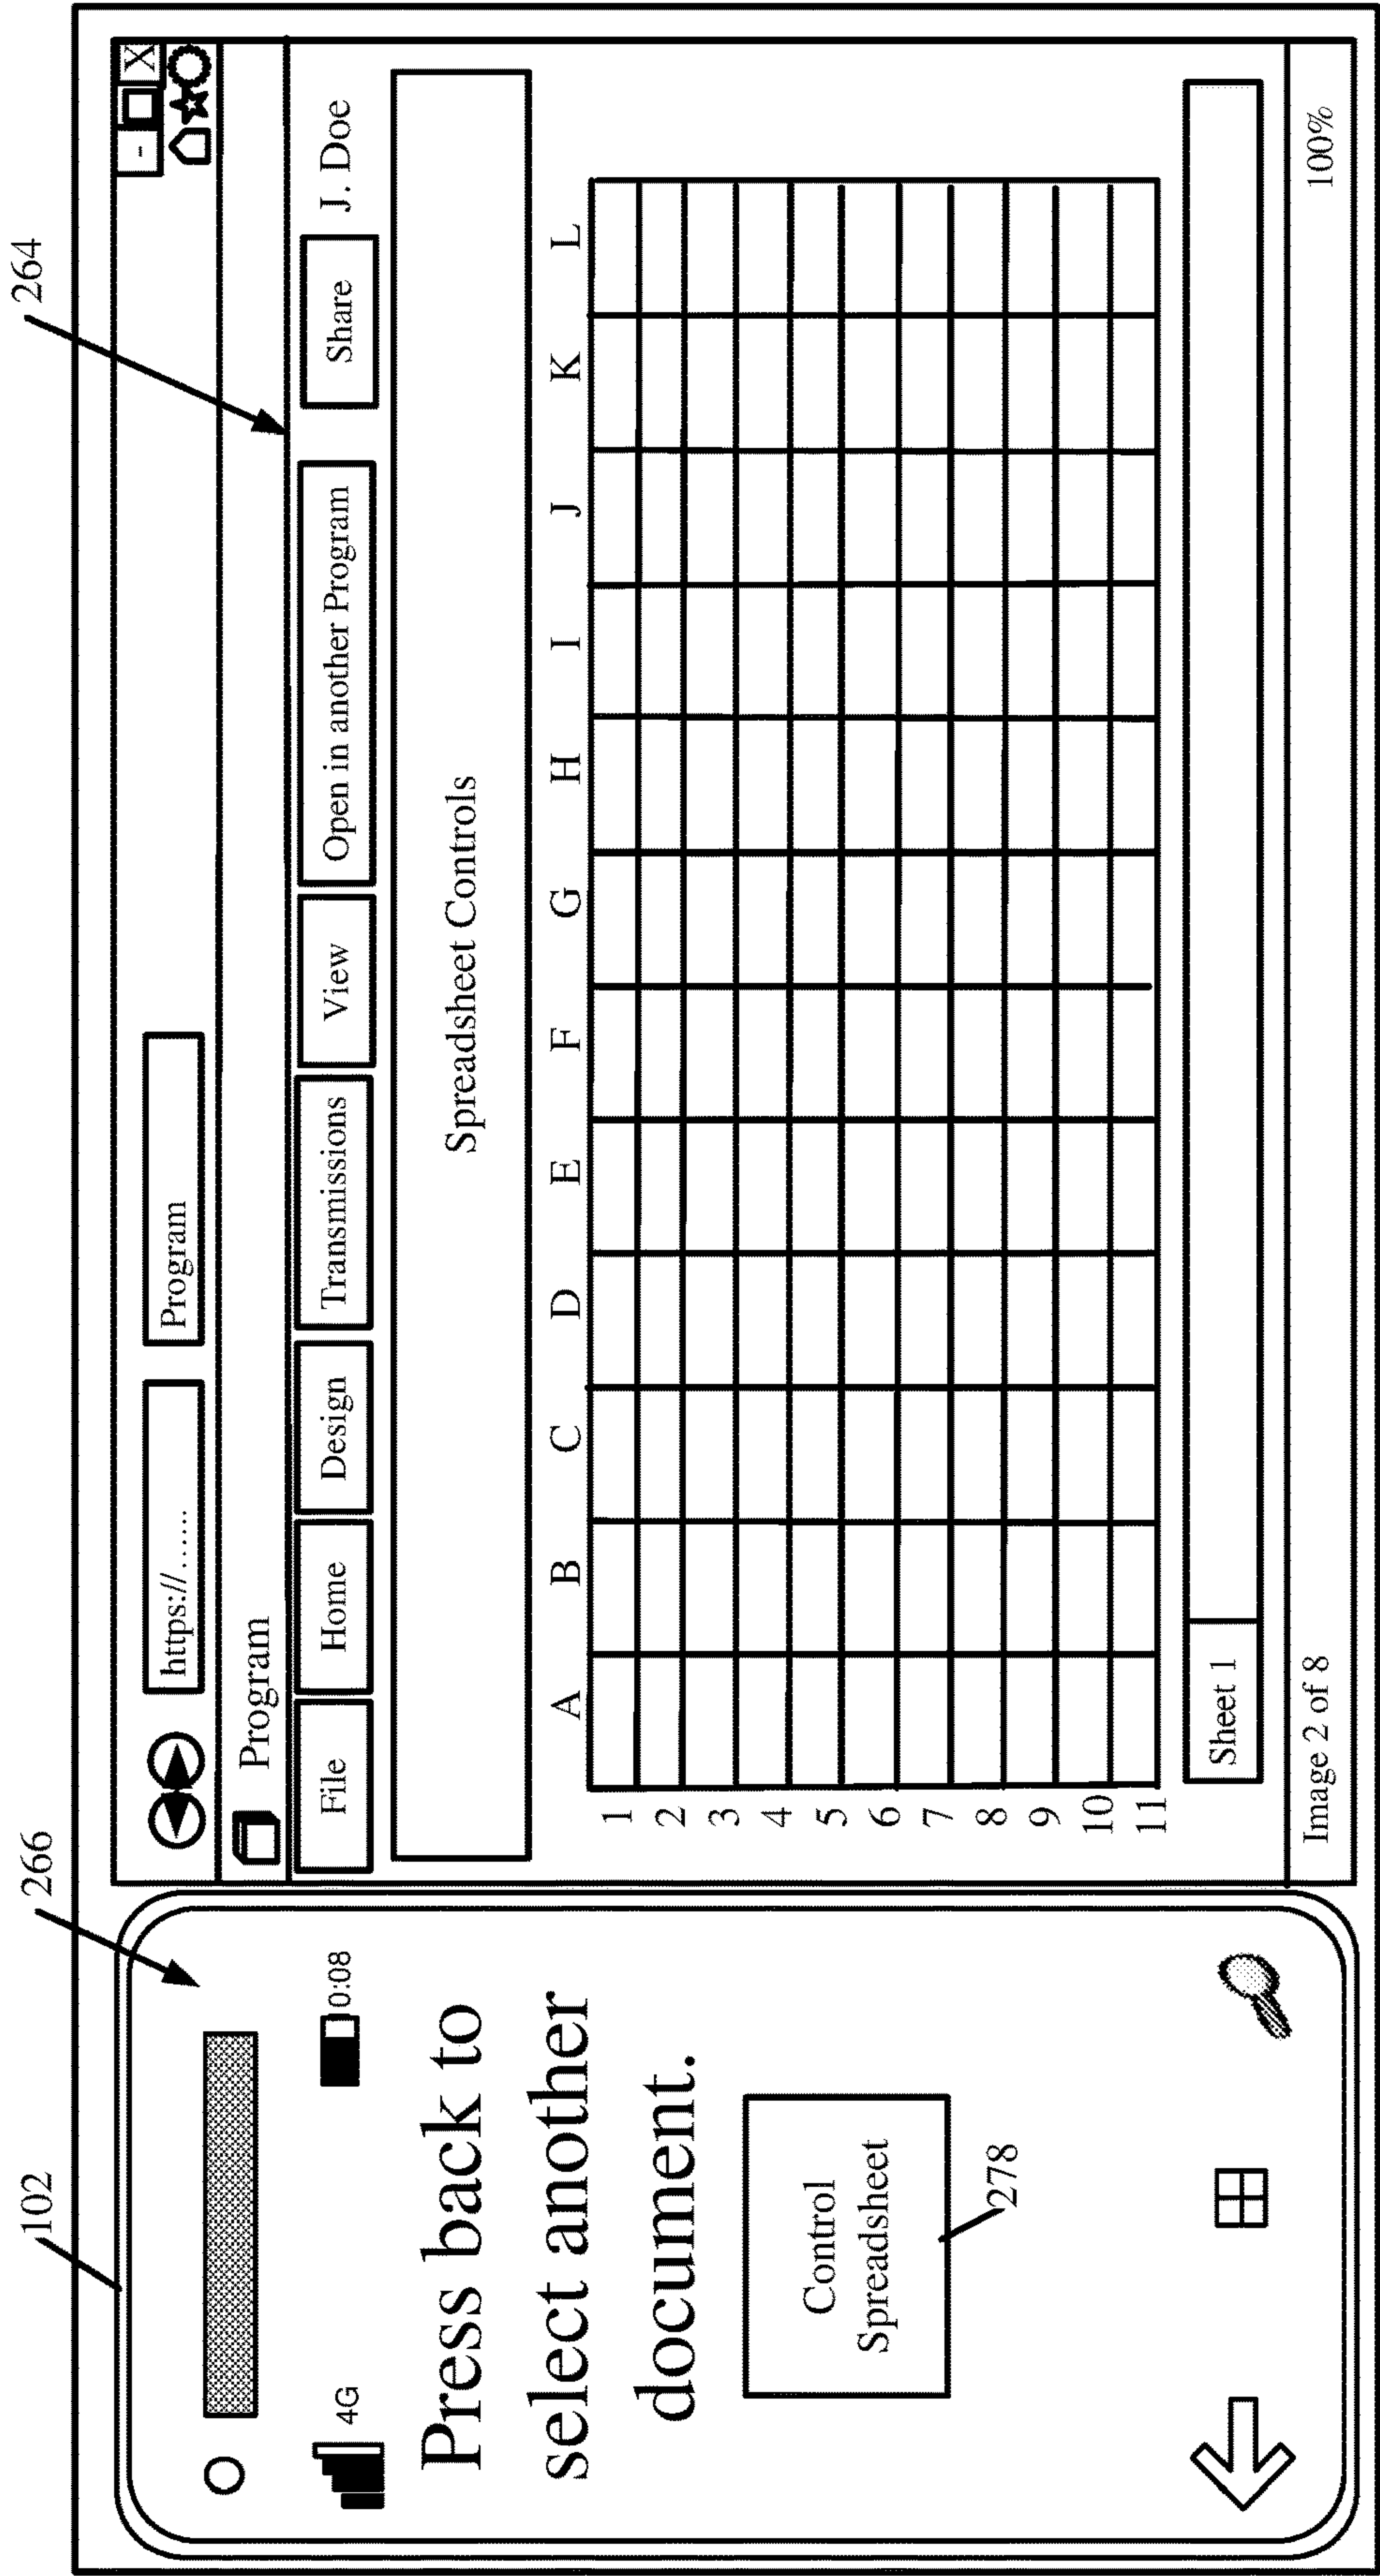 102
266
264
4G
0:08
Press back to
select another
document.
Control
Spreadsheet
278
https://......
Program
- X
Program
File Home Design Transmissions View Open in another Program Share J. Doe
Spreadsheet Controls
A B C D E F G H I J K L
1
2
3
4
5
6
7
8
9
10
11
Sheet 1
Image 2 of 8 100%